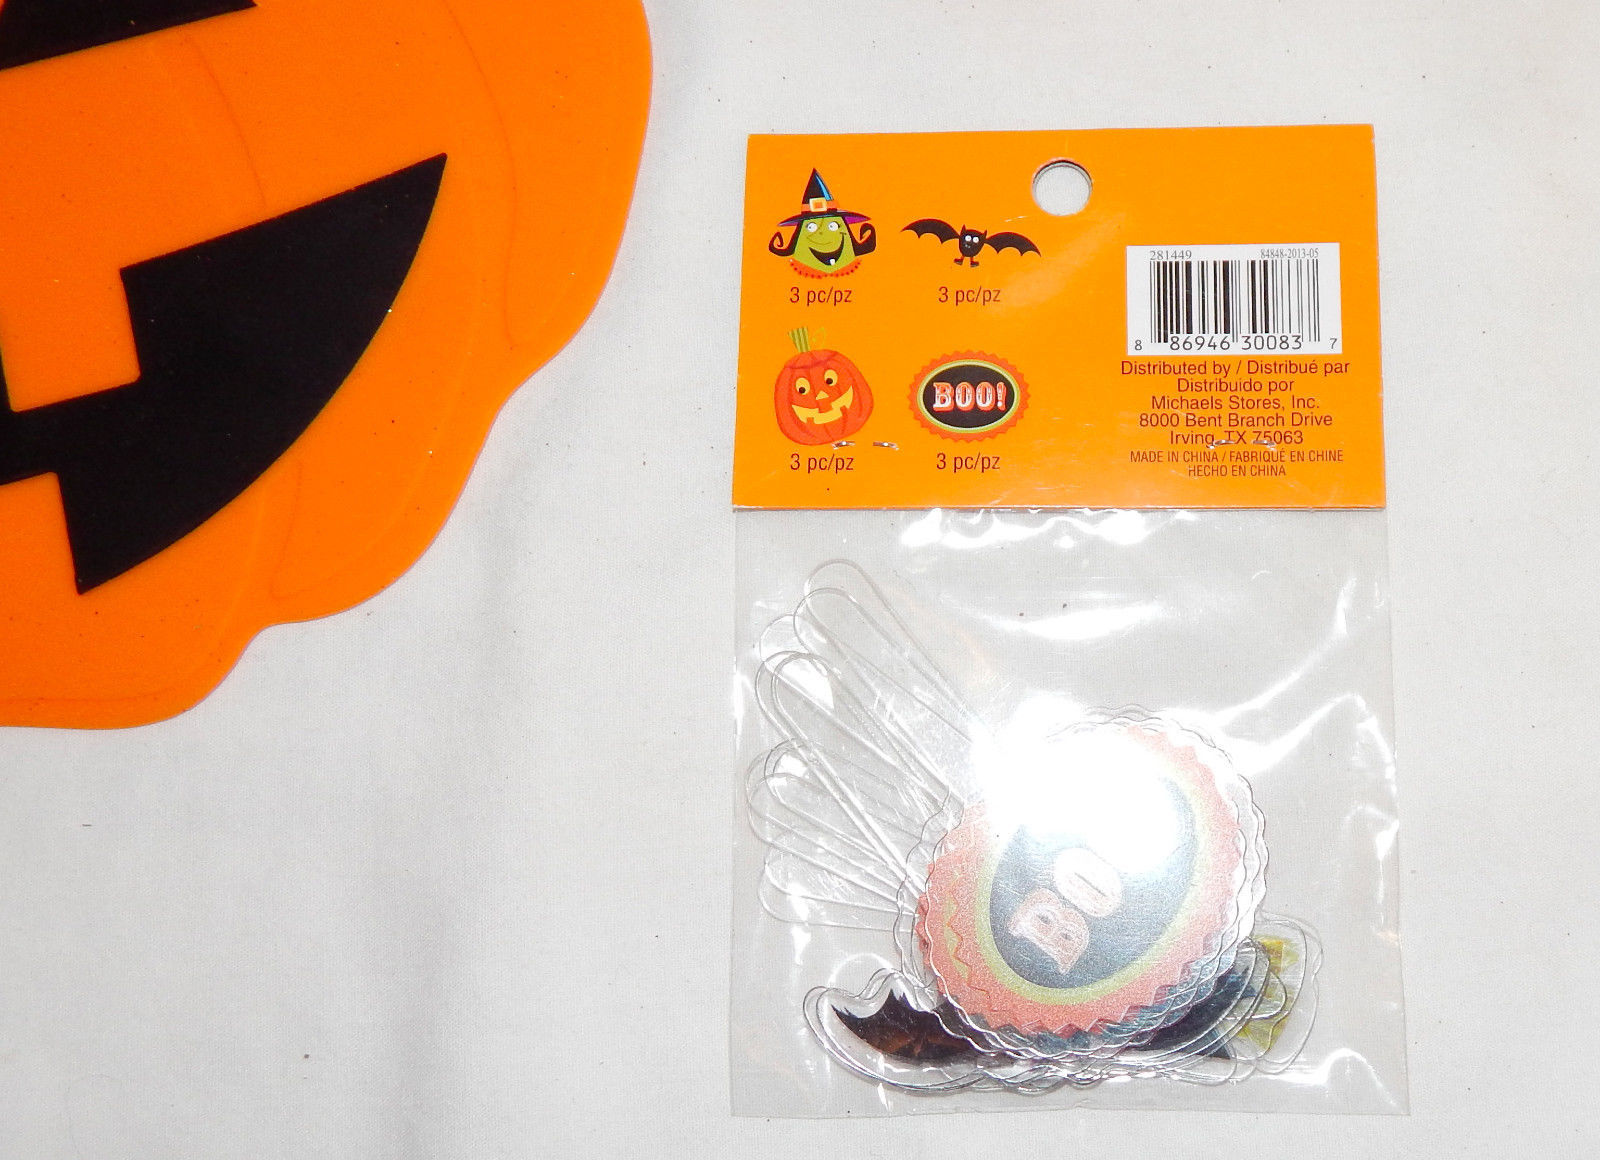 3 pc/pz
3 pc/pz
BOO!
3 pc/pz
3 pc/pz
281449 84848-2013-05
8 86946 30083 7
Distributed by / Distribué par
Distribuido por
Michaels Stores, Inc.
8000 Bent Branch Drive
Irving, TX 75063
MADE IN CHINA / FABRIQUÉ EN CHINE
HECHO EN CHINA
BO